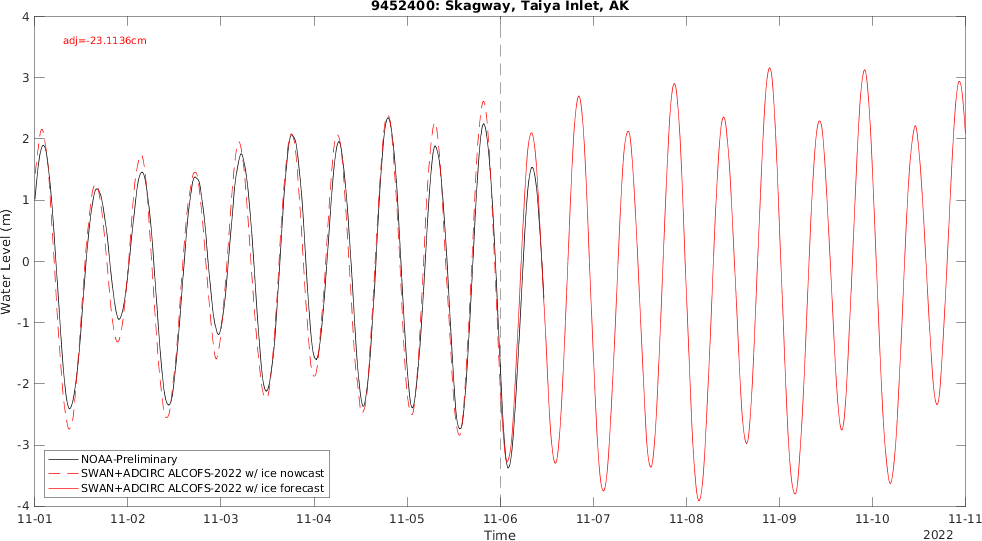 9452400: Skagway, Taiya Inlet, AK
adj=-23.1136cm
4
3
2
1
0
-1
-2
-3
-4
Water Level (m)
NOAA-Preliminary
SWAN+ADCIRC ALCOFS-2022 w/ ice nowcast
SWAN+ADCIRC ALCOFS-2022 w/ ice forecast
11-01 11-02 11-03 11-04 11-05 11-06 11-07 11-08 11-09 11-10 11-11
Time
2022